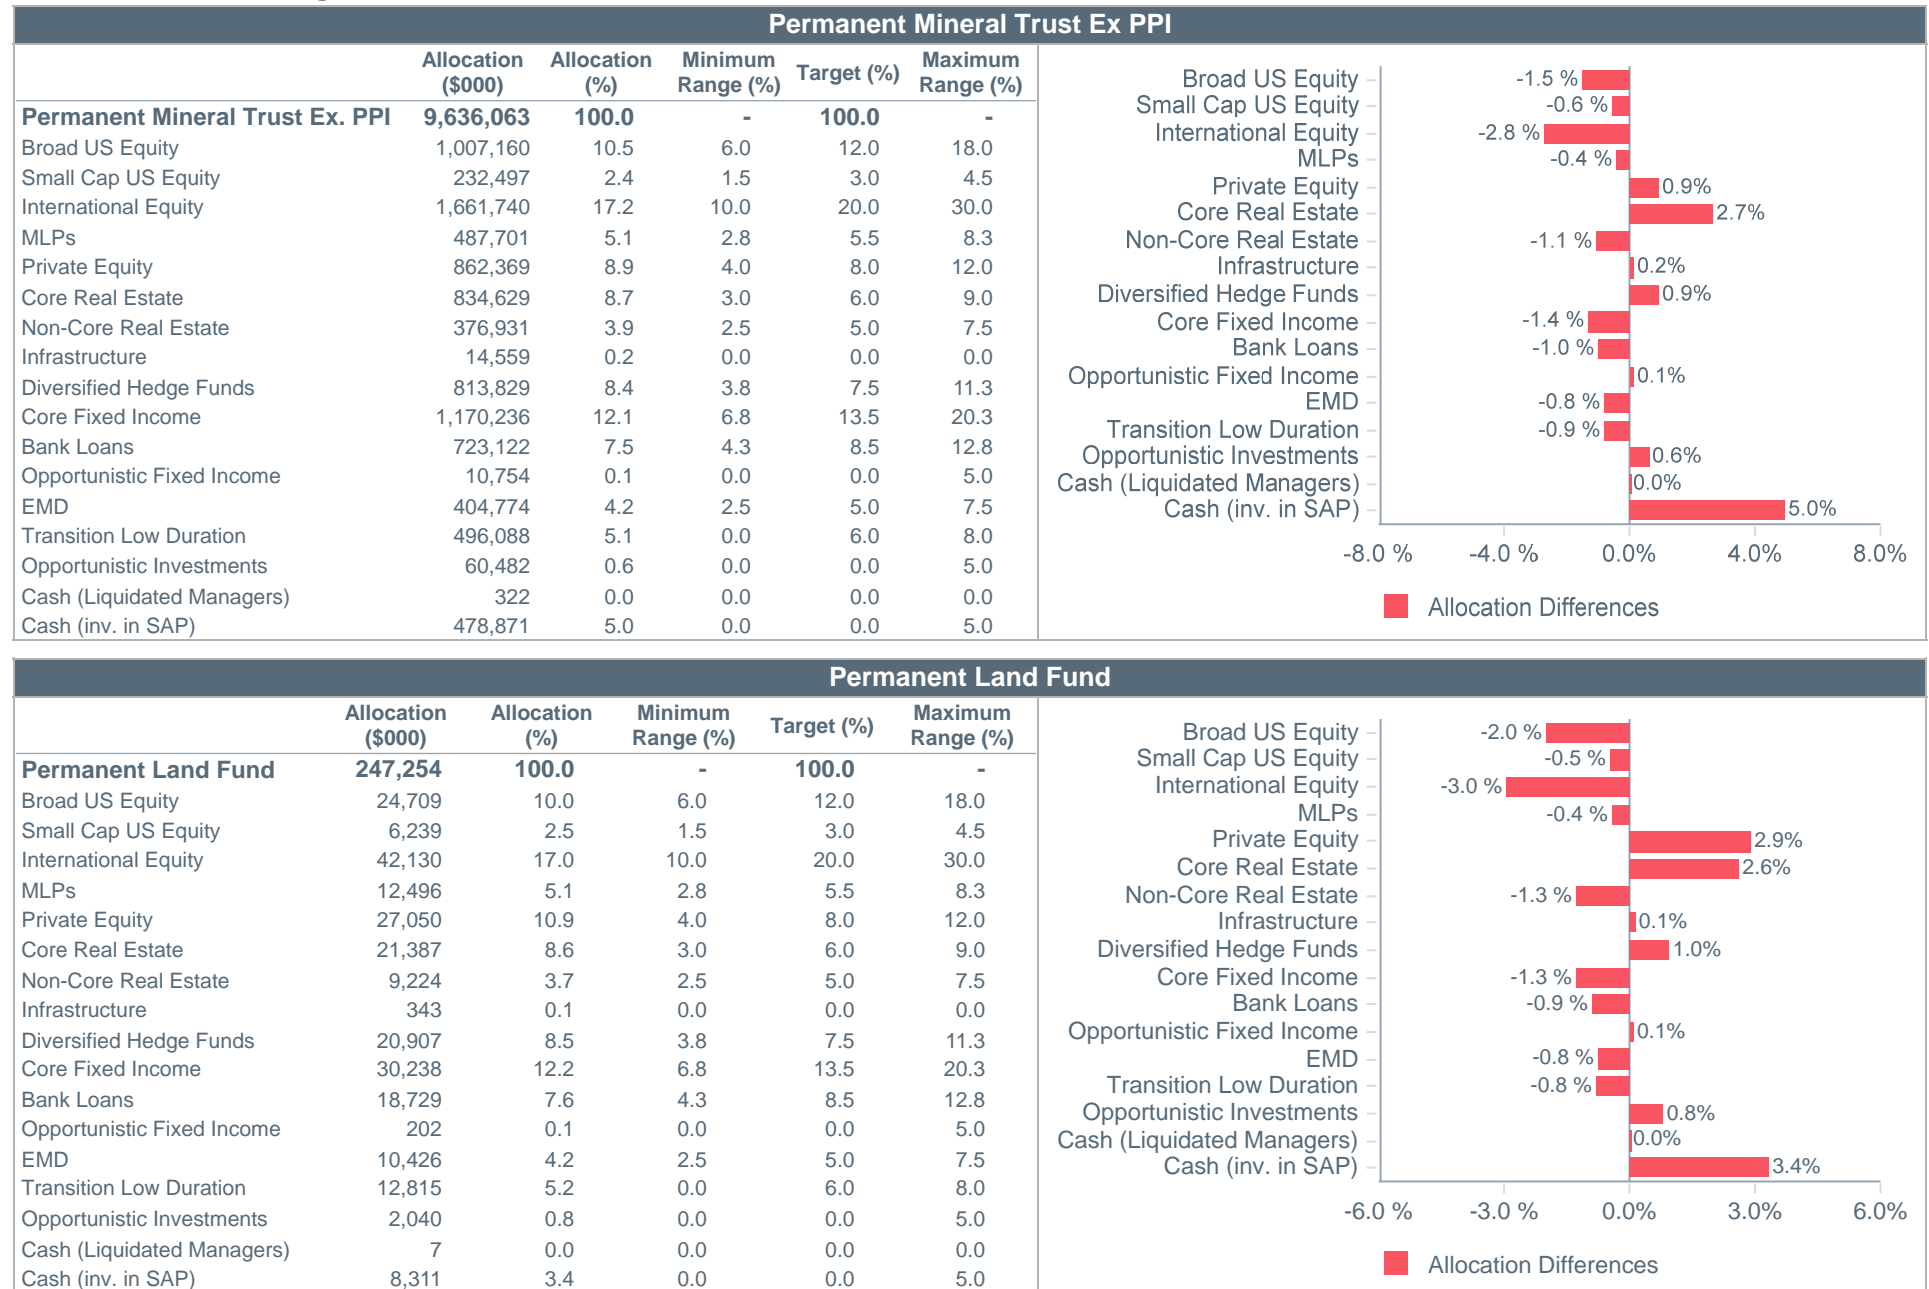 Permanent Mineral Trust Ex PPI
Allocation ($000) Allocation (%) Minimum Range (%) Target (%) Maximum Range (%)
Permanent Mineral Trust Ex. PPI 9,636,063 100.0 - 100.0 -
Broad US Equity 1,007,160 10.5 6.0 12.0 18.0
Small Cap US Equity 232,497 2.4 1.5 3.0 4.5
International Equity 1,661,740 17.2 10.0 20.0 30.0
MLPs 487,701 5.1 2.8 5.5 8.3
Private Equity 862,369 8.9 4.0 8.0 12.0
Core Real Estate 834,629 8.7 3.0 6.0 9.0
Non-Core Real Estate 376,931 3.9 2.5 5.0 7.5
Infrastructure 14,559 0.2 0.0 0.0 0.0
Diversified Hedge Funds 813,829 8.4 3.8 7.5 11.3
Core Fixed Income 1,170,236 12.1 6.8 13.5 20.3
Bank Loans 723,122 7.5 4.3 8.5 12.8
Opportunistic Fixed Income 10,754 0.1 0.0 0.0 5.0
EMD 404,774 4.2 2.5 5.0 7.5
Transition Low Duration 496,088 5.1 0.0 6.0 8.0
Opportunistic Investments 60,482 0.6 0.0 0.0 5.0
Cash (Liquidated Managers) 322 0.0 0.0 0.0 0.0
Cash (inv. in SAP) 478,871 5.0 0.0 0.0 5.0
Broad US Equity -1.5 %
Small Cap US Equity -0.6 %
International Equity -2.8 %
MLPs -0.4 %
Private Equity 0.9%
Core Real Estate 2.7%
Non-Core Real Estate -1.1 %
Infrastructure 0.2%
Diversified Hedge Funds 0.9%
Core Fixed Income -1.4 %
Bank Loans -1.0 %
Opportunistic Fixed Income 0.1%
EMD -0.8 %
Transition Low Duration -0.9 %
Opportunistic Investments 0.6%
Cash (Liquidated Managers) 0.0%
Cash (inv. in SAP) 5.0%
-8.0 % -4.0 % 0.0% 4.0% 8.0%
Allocation Differences
Permanent Land Fund
Allocation ($000) Allocation (%) Minimum Range (%) Target (%) Maximum Range (%)
Permanent Land Fund 247,254 100.0 - 100.0 -
Broad US Equity 24,709 10.0 6.0 12.0 18.0
Small Cap US Equity 6,239 2.5 1.5 3.0 4.5
International Equity 42,130 17.0 10.0 20.0 30.0
MLPs 12,496 5.1 2.8 5.5 8.3
Private Equity 27,050 10.9 4.0 8.0 12.0
Core Real Estate 21,387 8.6 3.0 6.0 9.0
Non-Core Real Estate 9,224 3.7 2.5 5.0 7.5
Infrastructure 343 0.1 0.0 0.0 0.0
Diversified Hedge Funds 20,907 8.5 3.8 7.5 11.3
Core Fixed Income 30,238 12.2 6.8 13.5 20.3
Bank Loans 18,729 7.6 4.3 8.5 12.8
Opportunistic Fixed Income 202 0.1 0.0 0.0 5.0
EMD 10,426 4.2 2.5 5.0 7.5
Transition Low Duration 12,815 5.2 0.0 6.0 8.0
Opportunistic Investments 2,040 0.8 0.0 0.0 5.0
Cash (Liquidated Managers) 7 0.0 0.0 0.0 0.0
Cash (inv. in SAP) 8,311 3.4 0.0 0.0 5.0
Broad US Equity -2.0 %
Small Cap US Equity -0.5 %
International Equity -3.0 %
MLPs -0.4 %
Private Equity 2.9%
Core Real Estate 2.6%
Non-Core Real Estate -1.3 %
Infrastructure 0.1%
Diversified Hedge Funds 1.0%
Core Fixed Income -1.3 %
Bank Loans -0.9 %
Opportunistic Fixed Income 0.1%
EMD -0.8 %
Transition Low Duration -0.8 %
Opportunistic Investments 0.8%
Cash (Liquidated Managers) 0.0%
Cash (inv. in SAP) 3.4%
-6.0 % -3.0 % 0.0% 3.0% 6.0%
Allocation Differences